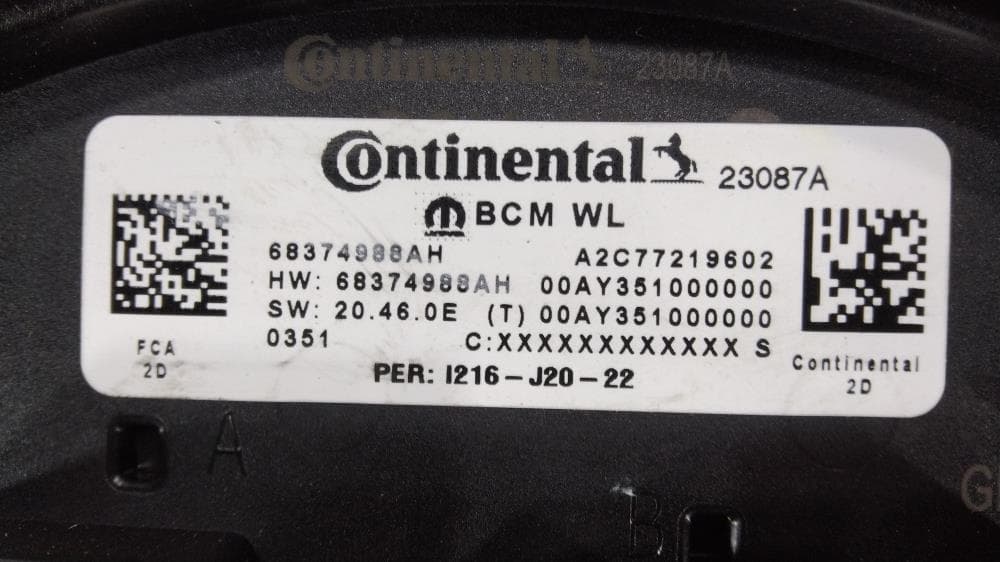 Continental 23087A
Continental 23087A
BCM WL
68374988AH A2C77219602
HW: 68374988AH 00AY351000000
SW: 20.46.0E (T) 00AY351000000
0351 C:XXXXXXXXXXXX S
PER: I216-J20-22
FCA
2D
Continental
2D
A
B
G